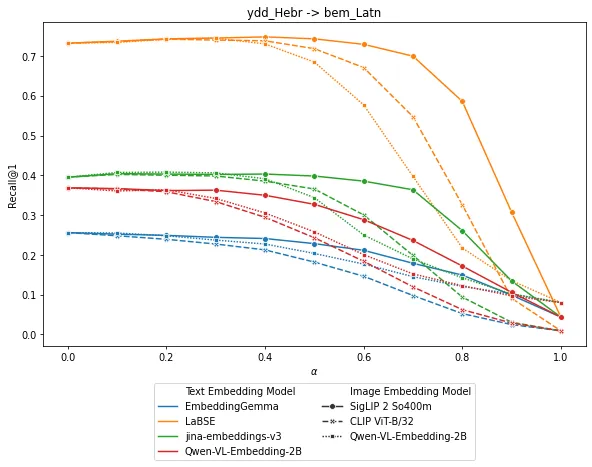 ydd_Hebr -> bem_Latn
Recall@1
0.7
0.6
0.5
0.4
0.3
0.2
0.1
0.0
0.0 0.2 0.4 0.6 0.8 1.0
α
Text Embedding Model
EmbeddingGemma
LaBSE
jina-embeddings-v3
Qwen-VL-Embedding-2B
Image Embedding Model
SigLIP 2 So400m
CLIP ViT-B/32
Qwen-VL-Embedding-2B